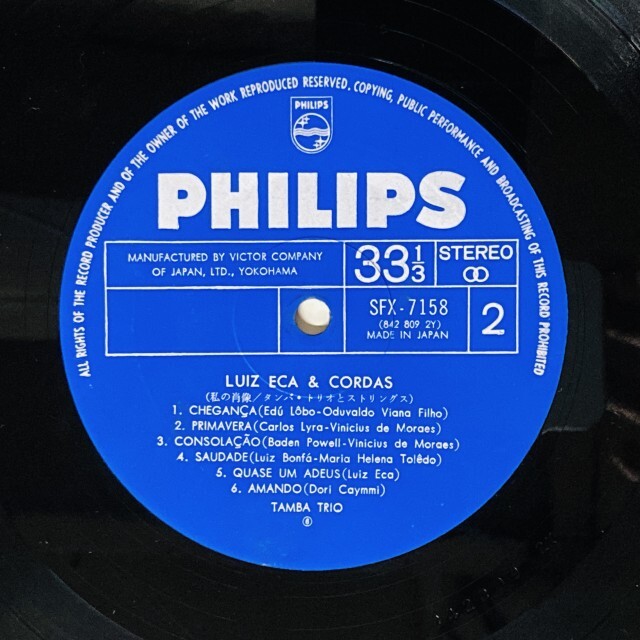 ALL RIGHTS OF THE RECORD PRODUCER AND OF THE OWNER OF THE WORK REPRODUCED RESERVED. COPYING, PUBLIC PERFORMANCE AND BROADCASTING OF THIS RECORD PROHIBITED
PHILIPS
PHILIPS
MANUFACTURED BY VICTOR COMPANY
OF JAPAN, LTD., YOKOHAMA
33 1/3
STEREO
SFX-7158
(842 809 2Y)
MADE IN JAPAN
2
LUIZ ECA & CORDAS
(私の肖像/タンバ・トリオとストリングス)
1. CHEGANÇA (Edú Lôbo-Oduvaldo Viana Filho)
2. PRIMAVERA (Carlos Lyra-Vinicius de Moraes)
3. CONSOLAÇÃO (Baden Powell-Vinicius de Moraes)
4. SAUDADE (Luiz Bonfá-Maria Helena Tolêdo)
5. QUASE UM ADEUS (Luiz Eca)
6. AMANDO (Dori Caymmi)
TAMBA TRIO